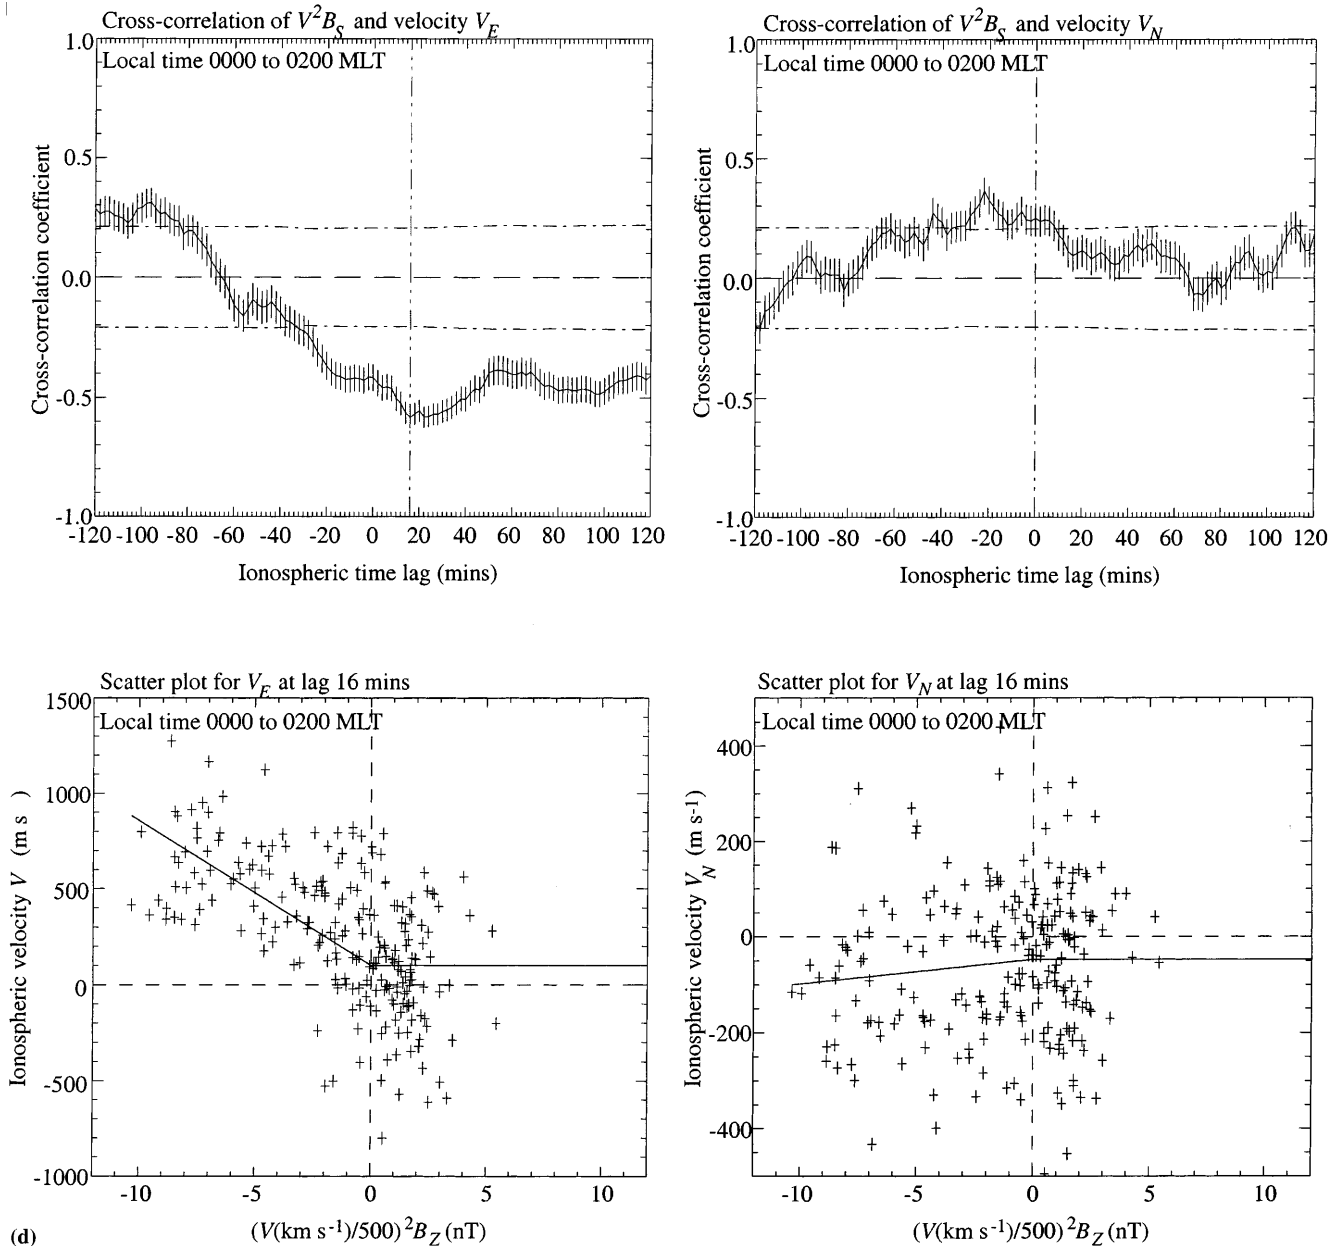 Cross-correlation of V²B_S and velocity V_E
Local time 0000 to 0200 MLT
Cross-correlation coefficient
1.0
0.5
0.0
-0.5
-1.0
-120 -100 -80 -60 -40 -20 0 20 40 60 80 100 120
Ionospheric time lag (mins)
Cross-correlation of V²B_S and velocity V_N
Local time 0000 to 0200 MLT
Cross-correlation coefficient
1.0
0.5
0.0
-0.5
-1.0
-120 -100 -80 -60 -40 -20 0 20 40 60 80 100 120
Ionospheric time lag (mins)
Scatter plot for V_E at lag 16 mins
Local time 0000 to 0200 MLT
Ionospheric velocity V (m s )
1500
1000
500
0
-500
-1000
-10 -5 0 5 10
(V(km s⁻¹)/500)²B_Z (nT)
Scatter plot for V_N at lag 16 mins
Local time 0000 to 0200 MLT
Ionospheric velocity V_N (m s⁻¹)
400
200
0
-200
-400
-10 -5 0 5 10
(V(km s⁻¹)/500)²B_Z (nT)
(d)